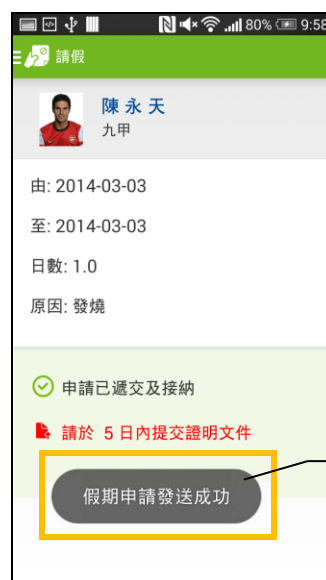 80% 9:58
請假
陳永天
九甲
由: 2014-03-03
至: 2014-03-03
日數: 1.0
原因: 發燒
申請已遞交及接納
請於 5 日內提交證明文件
假期申請發送成功